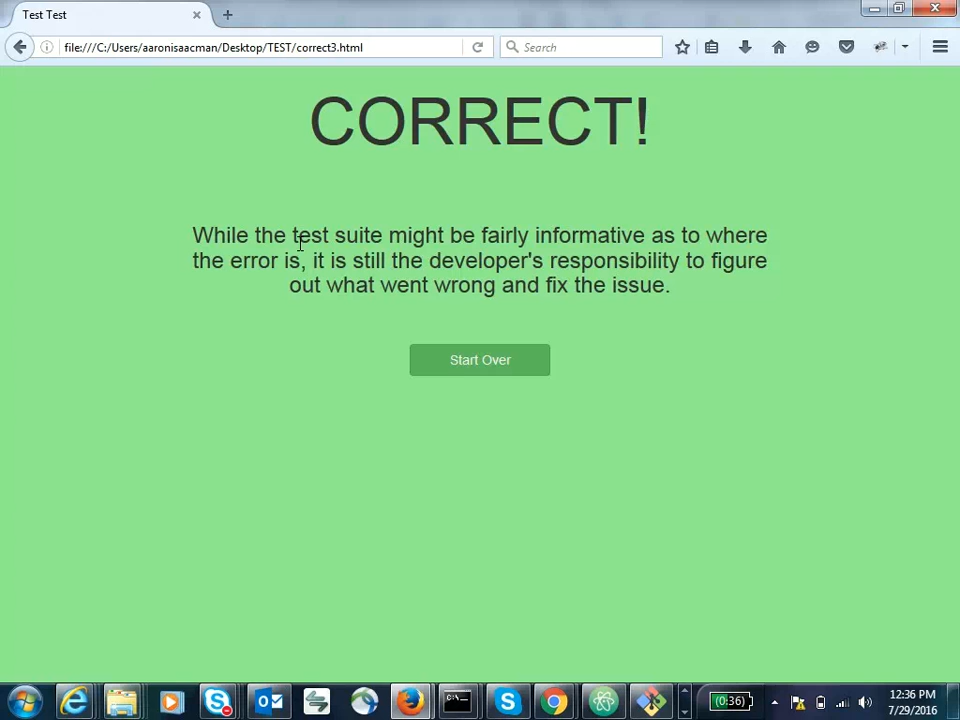 Test Test
file:///C:/Users/aaronisaacman/Desktop/TEST/correct3.html
Search
CORRECT!
While the test suite might be fairly informative as to where
the error is, it is still the developer's responsibility to figure
out what went wrong and fix the issue.
Start Over
(0:36)
12:36 PM
7/29/2016